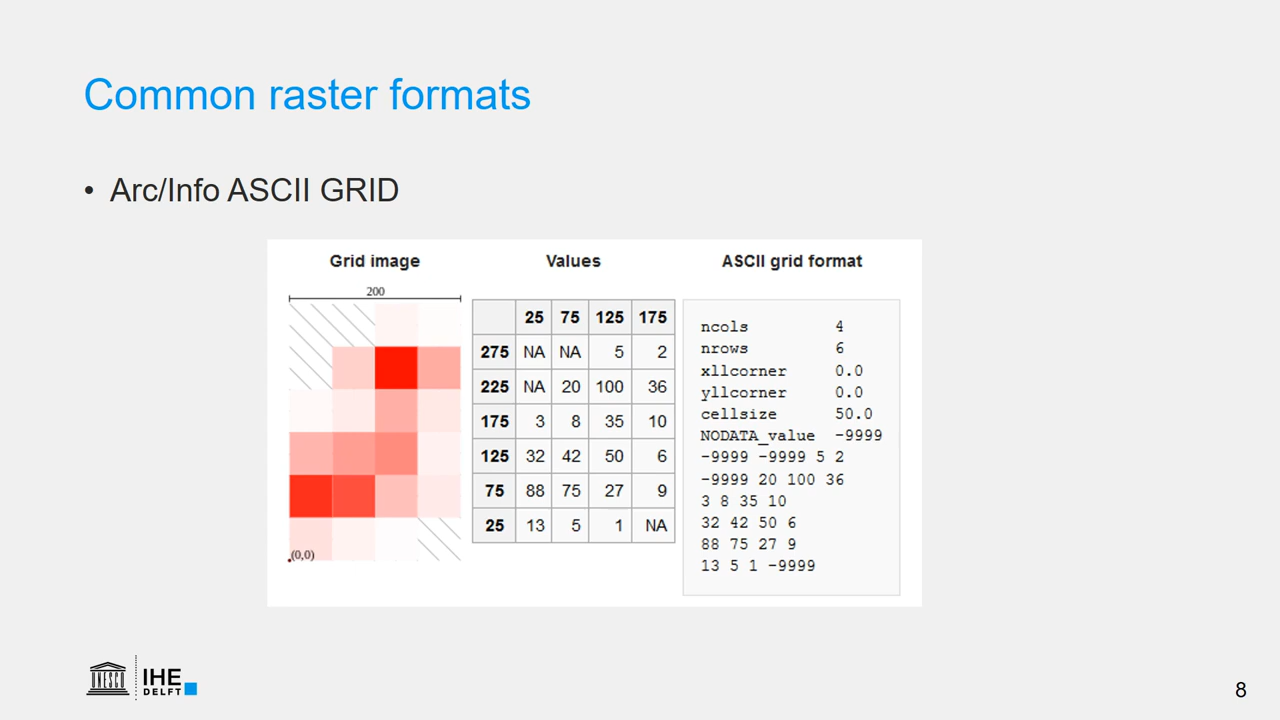 Common raster formats
• Arc/Info ASCII GRID
Grid image
200
(0,0)
Values
25 75 125 175
275 NA NA 5 2
225 NA 20 100 36
175 3 8 35 10
125 32 42 50 6
75 88 75 27 9
25 13 5 1 NA
ASCII grid format
ncols 4
nrows 6
xllcorner 0.0
yllcorner 0.0
cellsize 50.0
NODATA_value -9999
-9999 -9999 5 2
-9999 20 100 36
3 8 35 10
32 42 50 6
88 75 27 9
13 5 1 -9999
UNESCO
IHE
DELFT
8